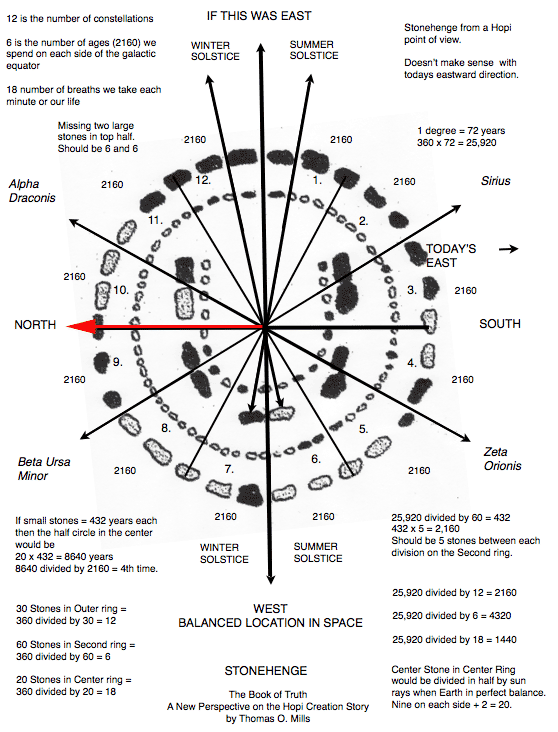 12 is the number of constellations
6 is the number of ages (2160) we
spend on each side of the galactic
equator
18 number of breaths we take each
minute or our life
IF THIS WAS EAST
WINTER
SOLSTICE
SUMMER
SOLSTICE
Stonehenge from a Hopi
point of view.
Doesn't make sense with
todays eastward direction.
Missing two large
stones in top half.
Should be 6 and 6
1 degree = 72 years
360 x 72 = 25,920
2160
2160
Alpha
Draconis
2160
12.
1.
2160
Sirius
11.
2.
TODAY'S
EAST
2160
10.
3.
2160
NORTH
SOUTH
9.
4.
2160
2160
8.
5.
Beta Ursa
Minor
2160
7.
6.
2160
Zeta
Orionis
2160
2160
If small stones = 432 years each
then the half circle in the center
would be
20 x 432 = 8640 years
8640 divided by 2160 = 4th time.
WINTER
SOLSTICE
SUMMER
SOLSTICE
25,920 divided by 60 = 432
432 x 5 = 2,160
Should be 5 stones between each
division on the Second ring.
WEST
BALANCED LOCATION IN SPACE
25,920 divided by 12 = 2160
25,920 divided by 6 = 4320
25,920 divided by 18 = 1440
30 Stones in Outer ring =
360 divided by 30 = 12
60 Stones in Second ring =
360 divided by 60 = 6
20 Stones in Center ring =
360 divided by 20 = 18
STONEHENGE
The Book of Truth
A New Perspective on the Hopi Creation Story
by Thomas O. Mills
Center Stone in Center Ring
would be divided in half by sun
rays when Earth in perfect balance.
Nine on each side + 2 = 20.